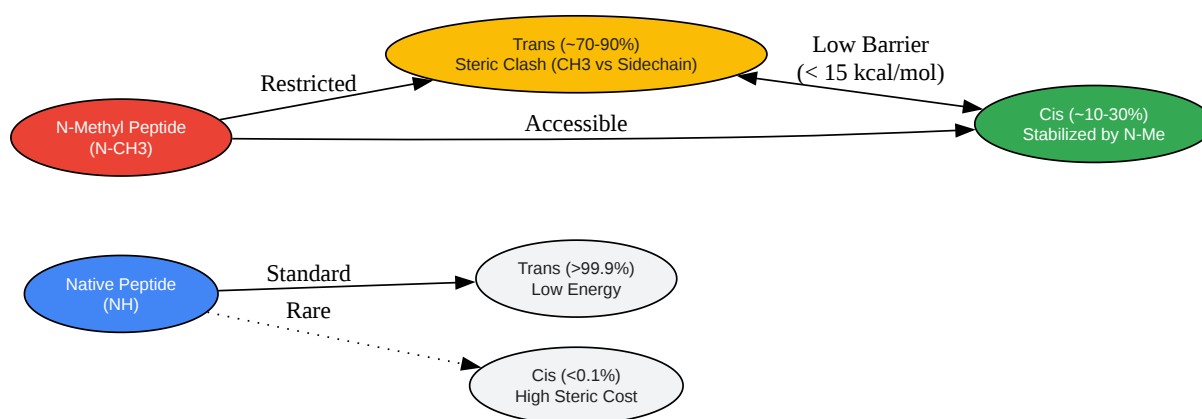 Trans (~70-90%)
Steric Clash (CH3 vs Sidechain)
Low Barrier
(< 15 kcal/mol)
Restricted
N-Methyl Peptide
(N-CH3)
Accessible
Cis (~10-30%)
Stabilized by N-Me
Native Peptide
(NH)
Standard
Trans (>99.9%)
Low Energy
Rare
Cis (<0.1%)
High Steric Cost